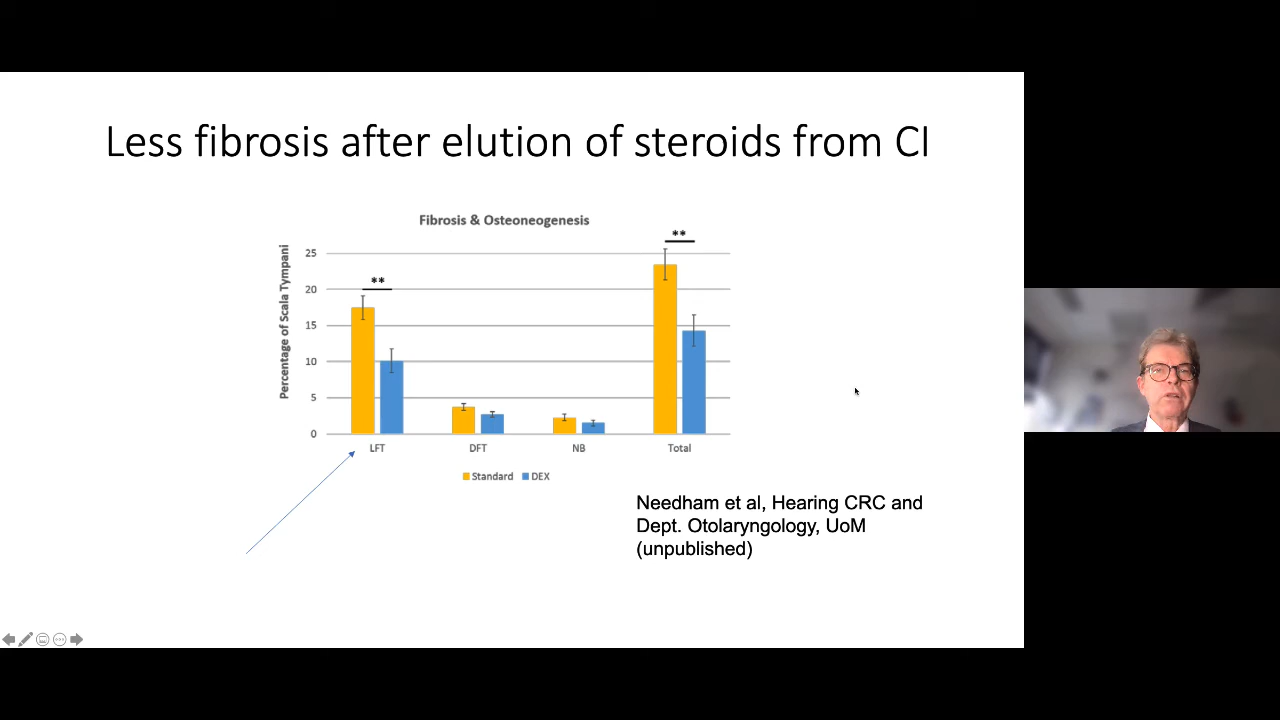 Less fibrosis after elution of steroids from CI
Fibrosis & Osteoneogenesis
Percentage of Scala Tympani
25
20
15
10
5
0
**
**
LFT DFT NB Total
Standard DEX
Needham et al, Hearing CRC and
Dept. Otolaryngology, UoM
(unpublished)